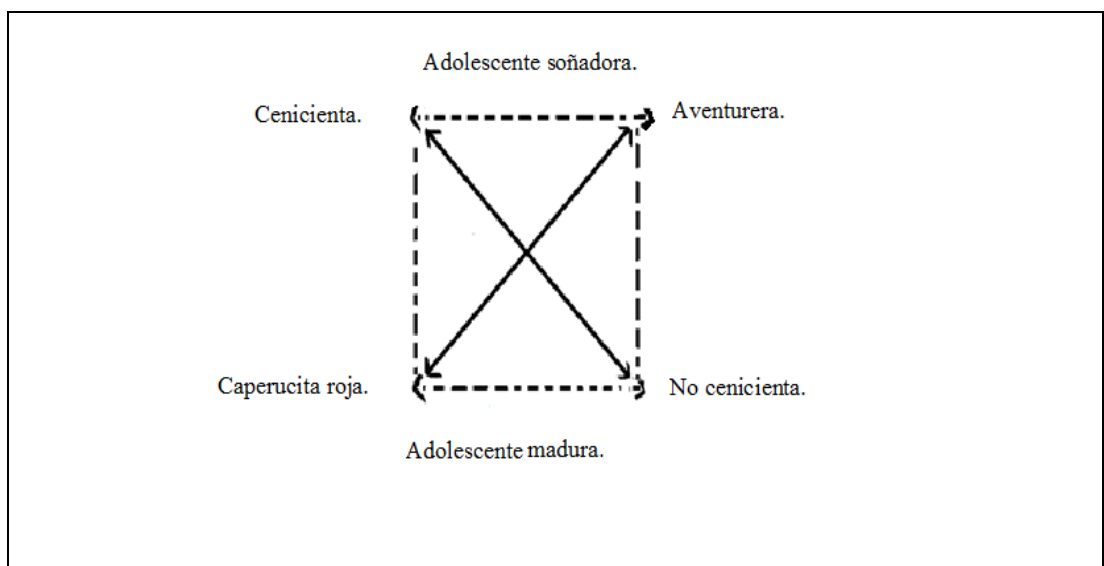 Adolescente soñadora.
Cenicienta.
Aventurera.
Caperucita roja.
No cenicienta.
Adolescente madura.